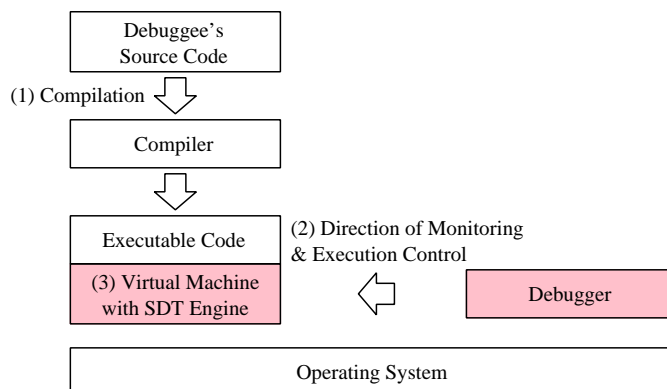 Debuggee's
Source Code
(1) Compilation
Compiler
Executable Code
(2) Direction of Monitoring
& Execution Control
(3) Virtual Machine
with SDT Engine
Debugger
Operating System